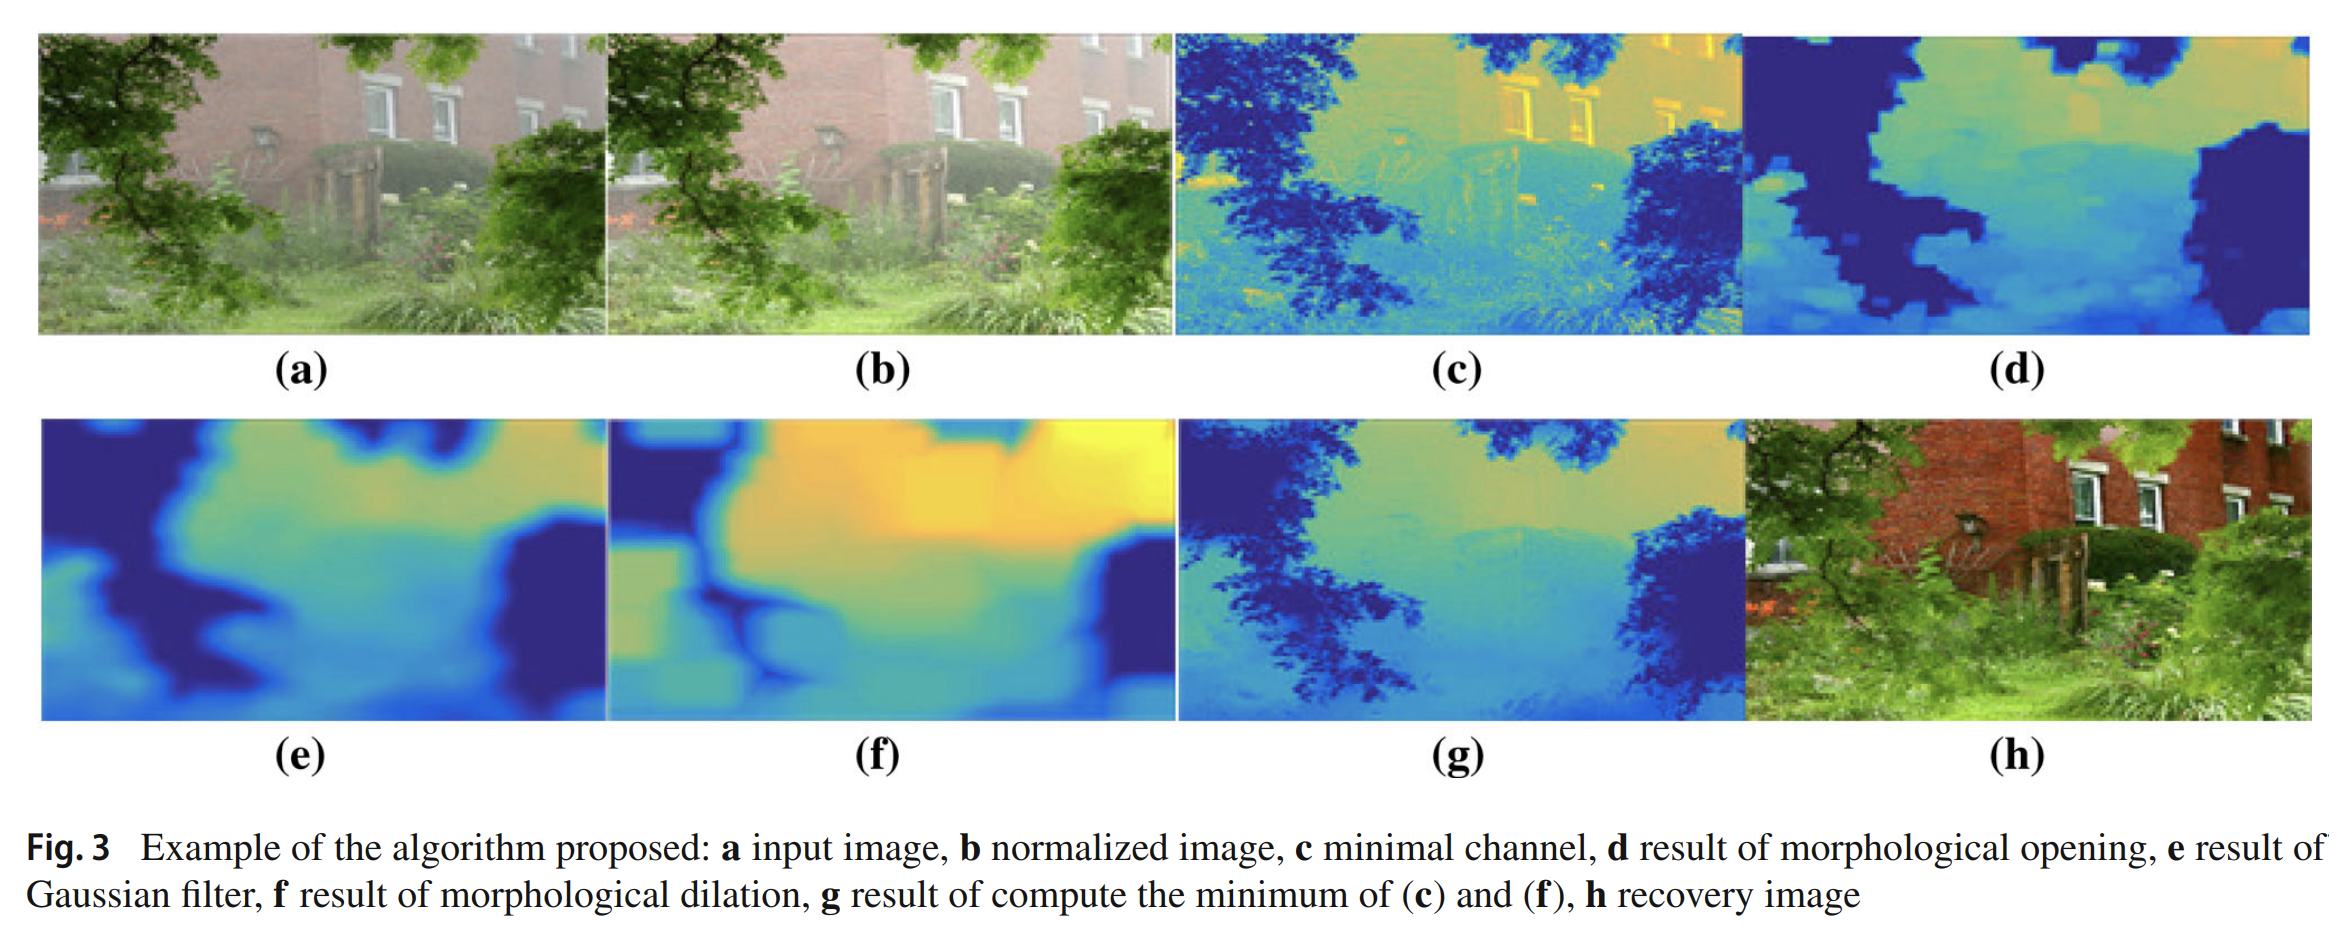 (a) (b) (c) (d)
(e) (f) (g) (h)
Fig. 3 Example of the algorithm proposed: a input image, b normalized image, c minimal channel, d result of morphological opening, e result of
Gaussian filter, f result of morphological dilation, g result of compute the minimum of (c) and (f), h recovery image